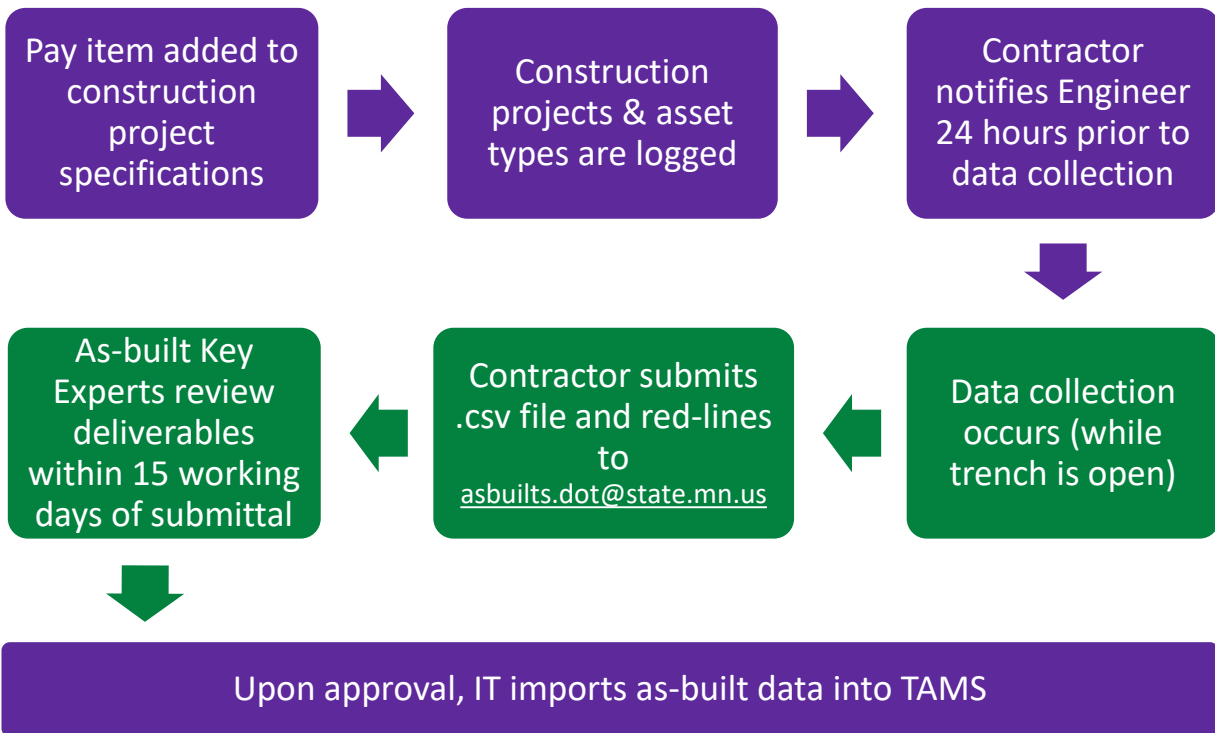 Pay item added to
construction
project
specifications
Construction
projects & asset
types are logged
Contractor
notifies Engineer
24 hours prior to
data collection
Data collection
occurs (while
trench is open)
Contractor submits
.csv file and red-lines
to
asbuilts.dot@state.mn.us
As-built Key
Experts review
deliverables
within 15 working
days of submittal
Upon approval, IT imports as-built data into TAMS